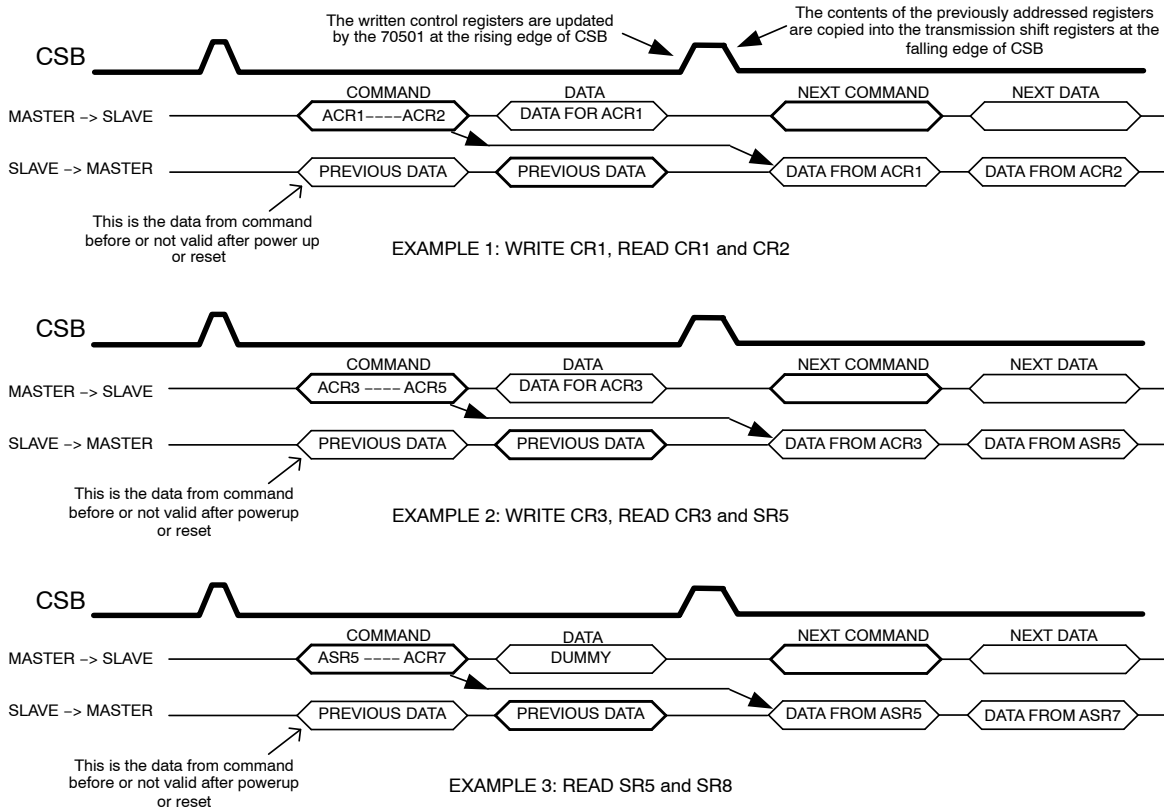 The written control registers are updated
by the 70501 at the rising edge of CSB
The contents of the previously addressed registers
are copied into the transmission shift registers at the
falling edge of CSB
CSB
COMMAND
DATA
NEXT COMMAND
NEXT DATA
MASTER −> SLAVE
ACR1−−−−ACR2
DATA FOR ACR1
SLAVE −> MASTER
PREVIOUS DATA
PREVIOUS DATA
DATA FROM ACR1
DATA FROM ACR2
This is the data from command
before or not valid after power up
or reset
EXAMPLE 1: WRITE CR1, READ CR1 and CR2
CSB
COMMAND
DATA
NEXT COMMAND
NEXT DATA
MASTER −> SLAVE
ACR3 −−−− ACR5
DATA FOR ACR3
SLAVE −> MASTER
PREVIOUS DATA
PREVIOUS DATA
DATA FROM ACR3
DATA FROM ASR5
This is the data from command
before or not valid after powerup
or reset
EXAMPLE 2: WRITE CR3, READ CR3 and SR5
CSB
COMMAND
DATA
NEXT COMMAND
NEXT DATA
MASTER −> SLAVE
ASR5 −−−− ACR7
DUMMY
SLAVE −> MASTER
PREVIOUS DATA
PREVIOUS DATA
DATA FROM ASR5
DATA FROM ASR7
This is the data from command
before or not valid after powerup
or reset
EXAMPLE 3: READ SR5 and SR8